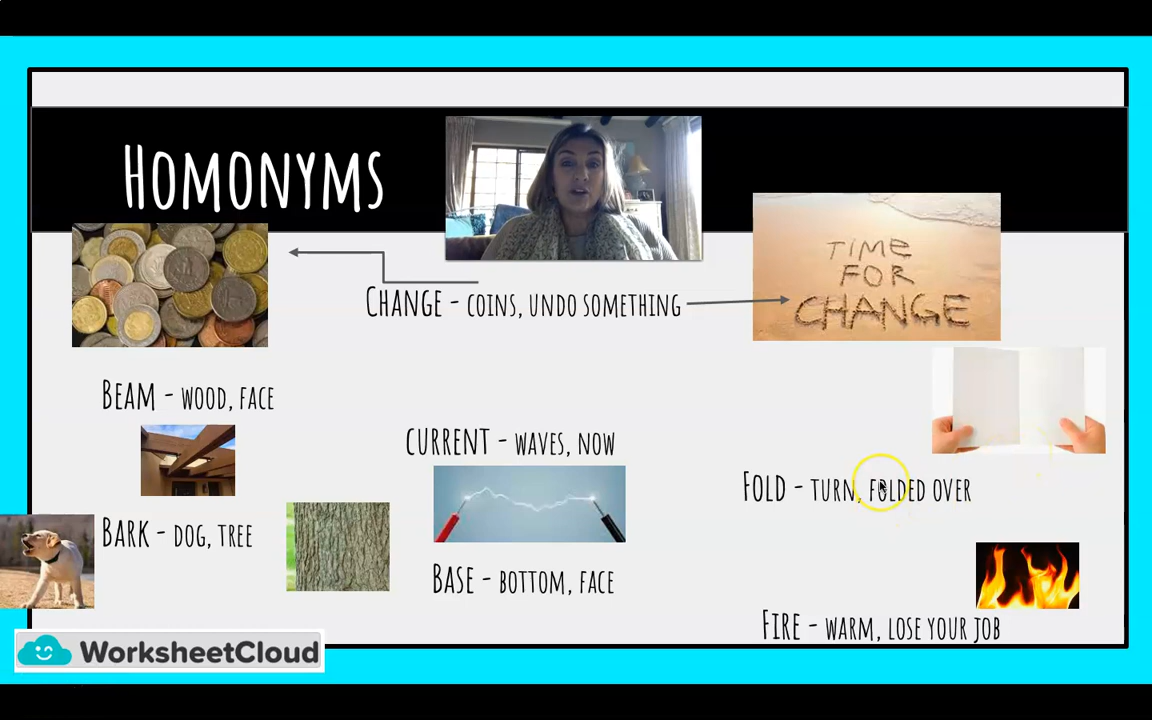 HOMONYMS
TIME
FOR
CHANGE
CHANGE - COINS, UNDO SOMETHING
BEAM - WOOD, FACE
CURRENT - WAVES, NOW
FOLD - TURN, FOLDED OVER
BARK - DOG, TREE
BASE - BOTTOM, FACE
FIRE - WARM, LOSE YOUR JOB
WorksheetCloud